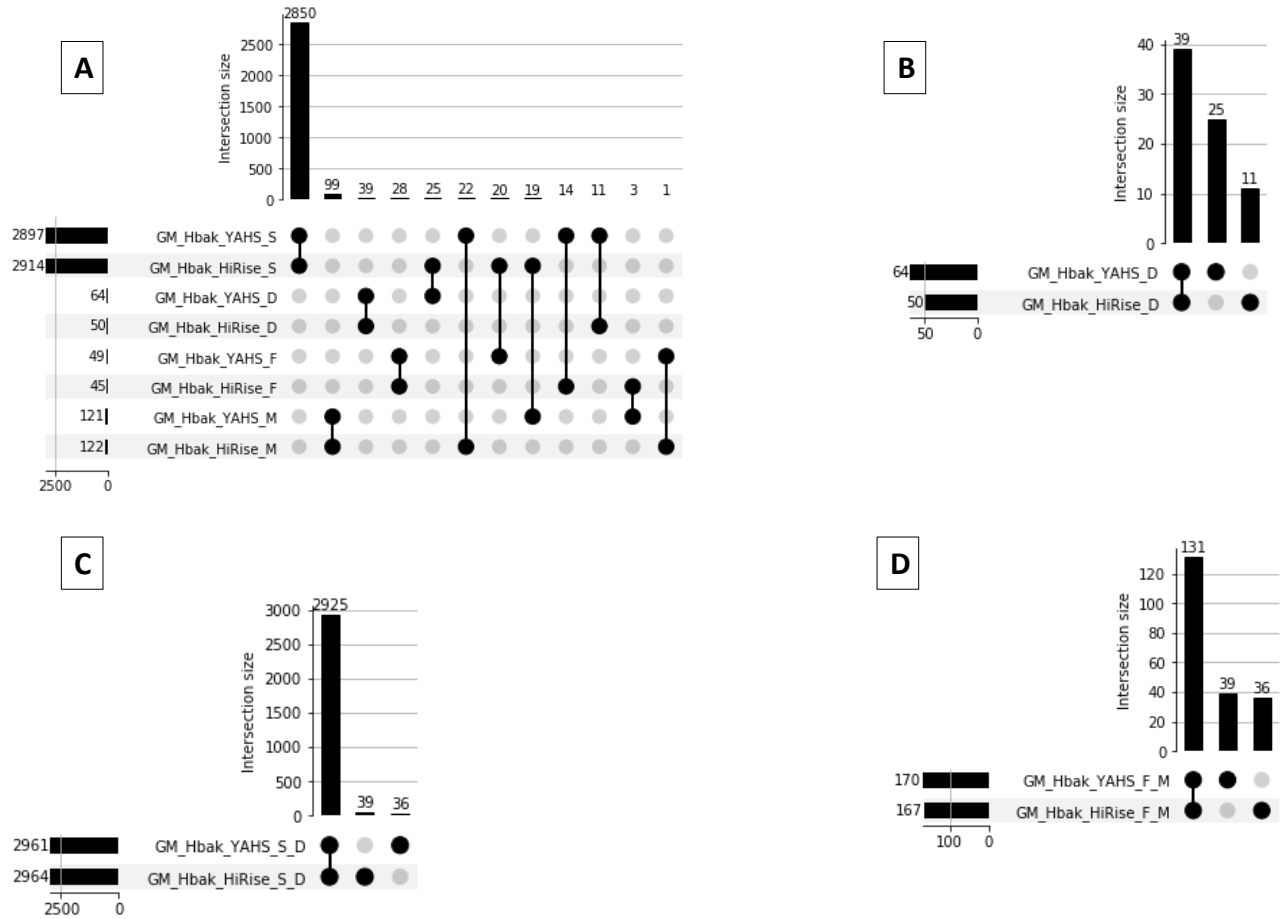 A
Intersection size
2850
2500
2000
1500
1000
500
0
99 39 28 25 22 20 19 14 11 3 1
2897 GM_Hbak_YAHS_S
2914 GM_Hbak_HiRise_S
64 GM_Hbak_YAHS_D
50 GM_Hbak_HiRise_D
49 GM_Hbak_YAHS_F
45 GM_Hbak_HiRise_F
121 GM_Hbak_YAHS_M
122 GM_Hbak_HiRise_M
2500 0
B
Intersection size
39
40
30
20
10
0
25
11
64 GM_Hbak_YAHS_D
50 GM_Hbak_HiRise_D
50 0
C
Intersection size
2925
3000
2500
2000
1500
1000
500
0
39 36
2961 GM_Hbak_YAHS_S_D
2964 GM_Hbak_HiRise_S_D
2500 0
D
Intersection size
131
120
100
80
60
40
20
0
39 36
170 GM_Hbak_YAHS_F_M
167 GM_Hbak_HiRise_F_M
100 0